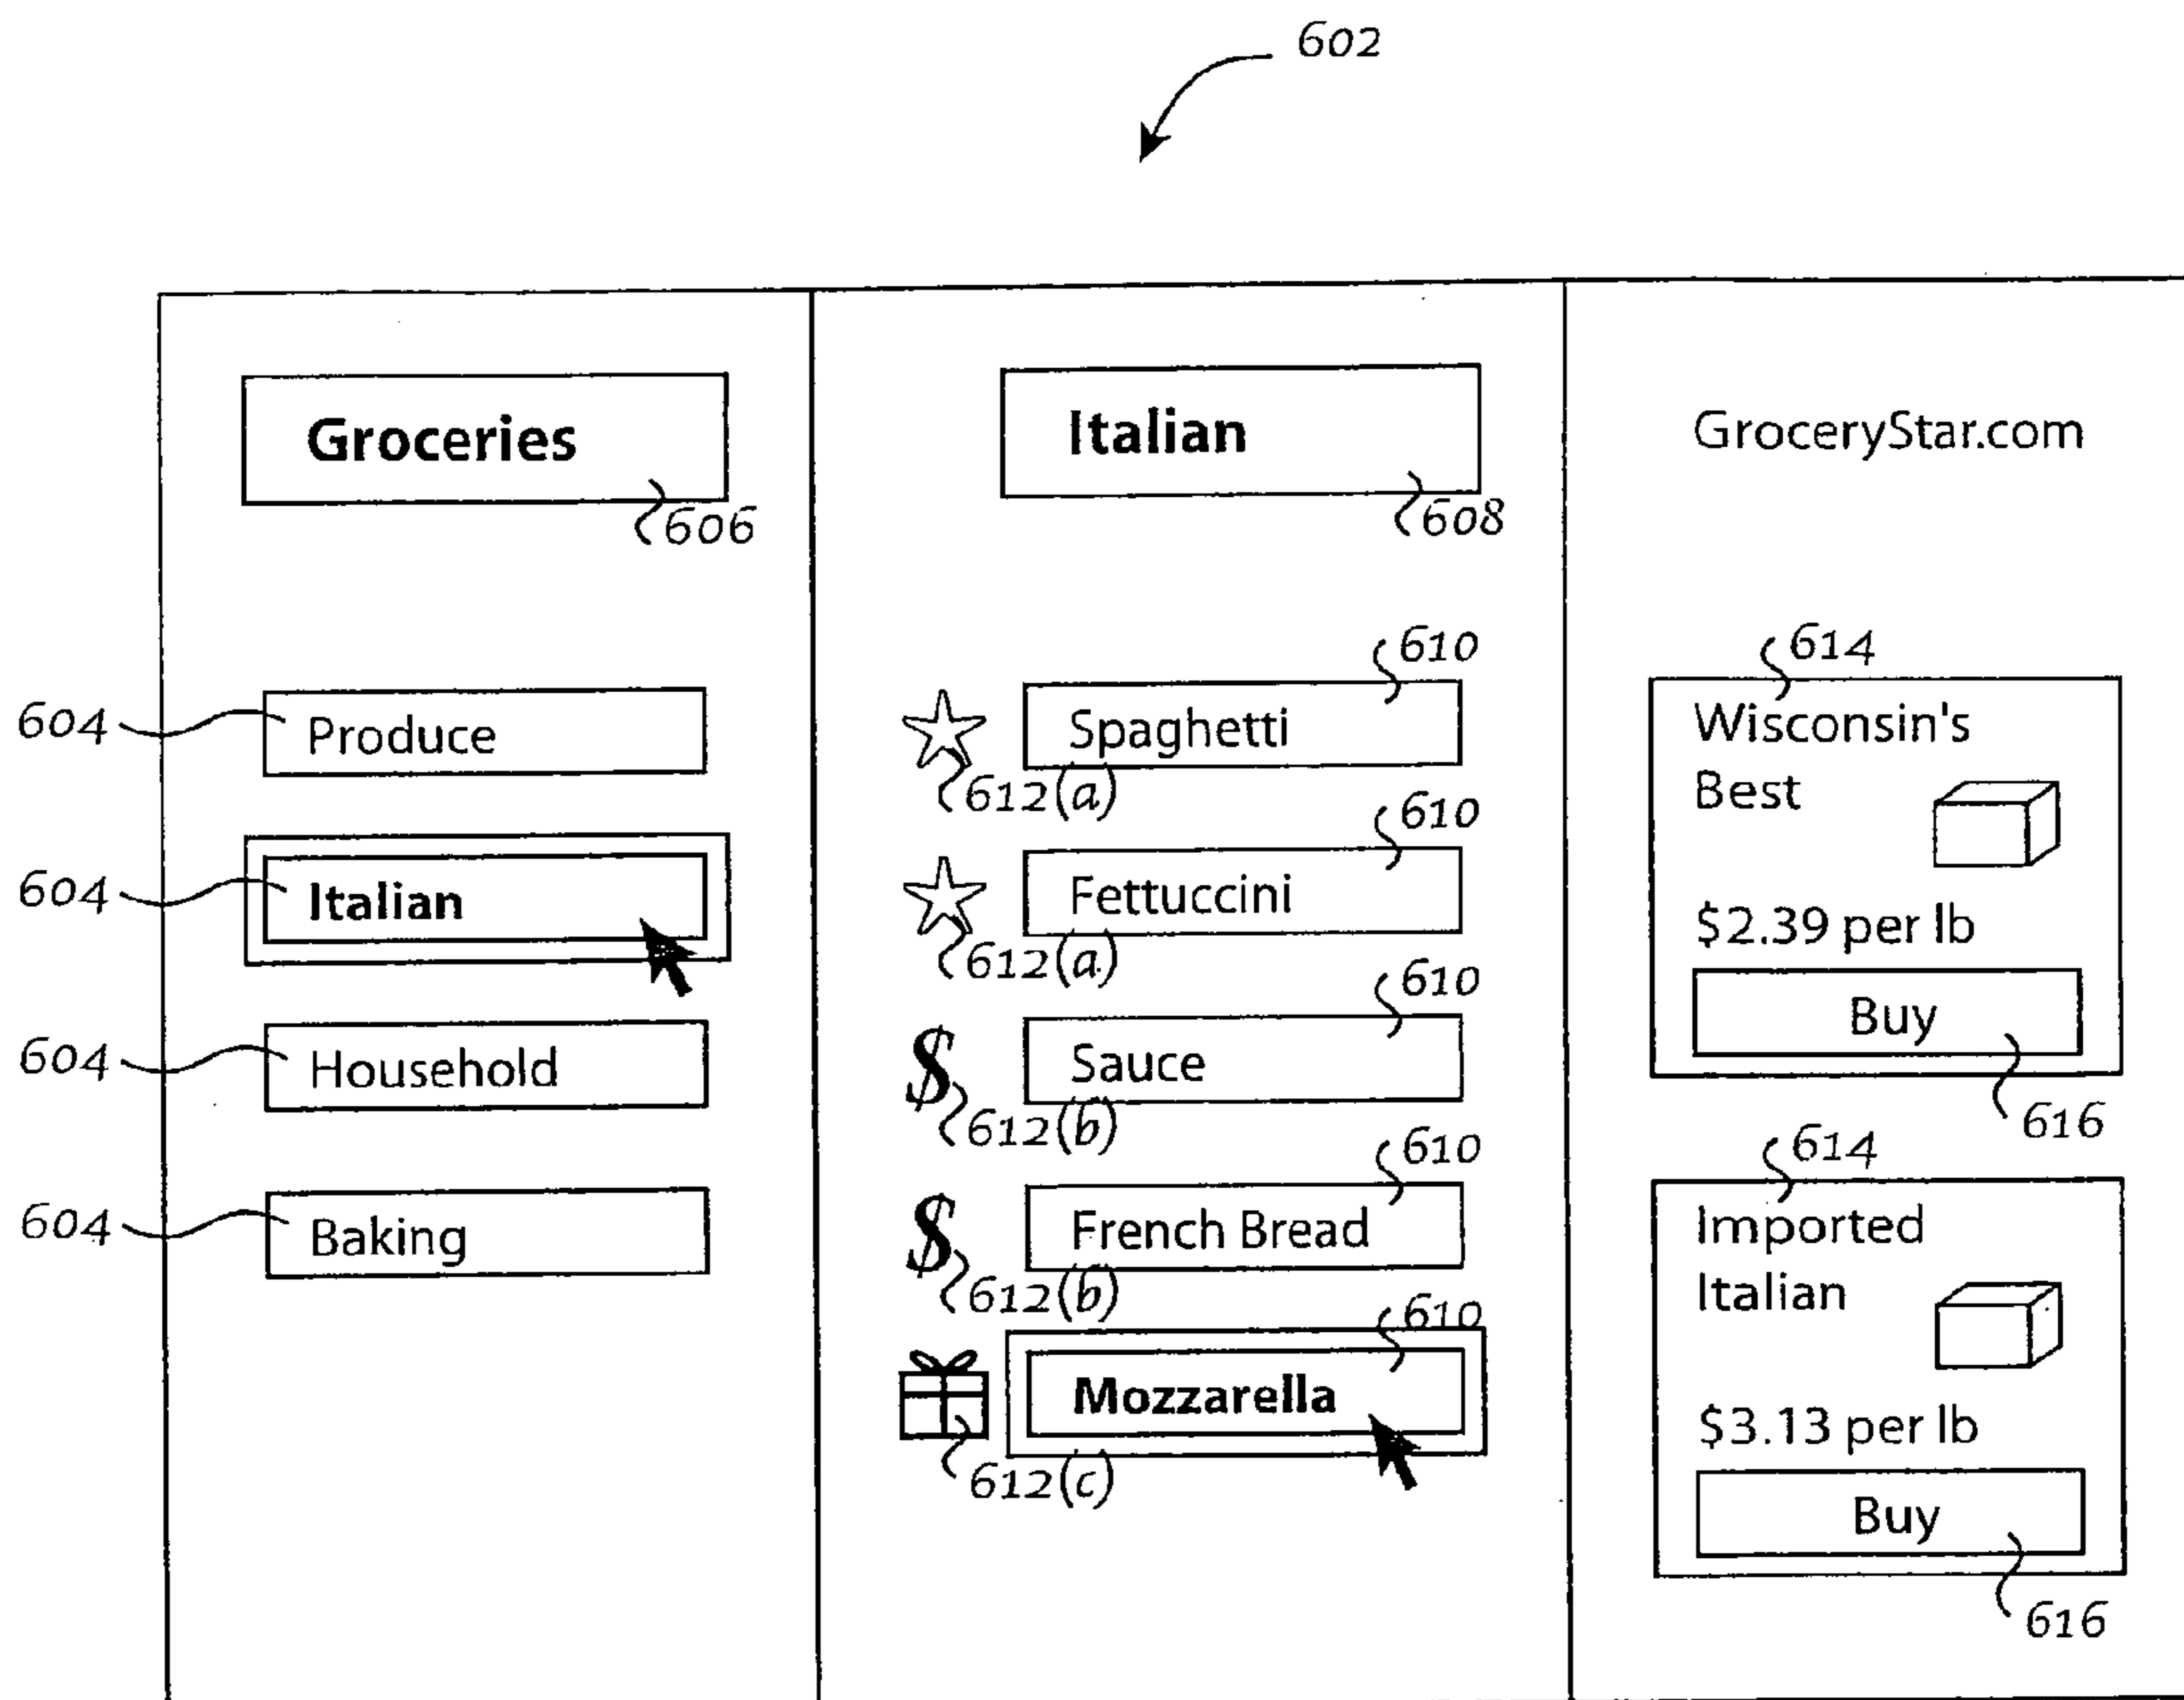 602
Groceries
606
604
Produce
604
Italian
604
Household
604
Baking
Italian
608
610
Spaghetti
612(a)
610
Fettuccini
612(a)
610
Sauce
612(b)
610
French Bread
612(b)
610
Mozzarella
612(c)
GroceryStar.com
614
Wisconsin's
Best
$2.39 per lb
Buy
616
614
Imported
Italian
$3.13 per lb
Buy
616